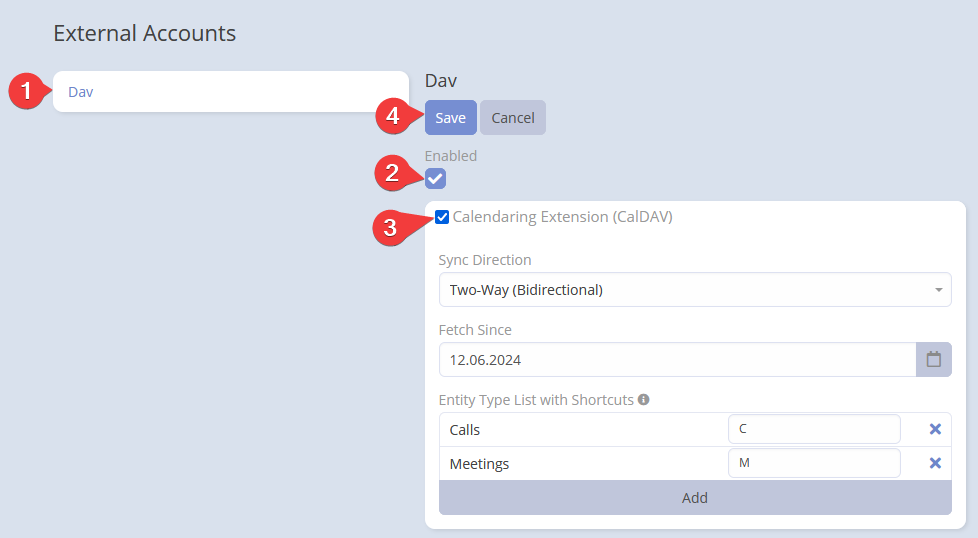 External Accounts
1
Dav
Dav
4
Save
Cancel
Enabled
2
3
Calendaring Extension (CalDAV)
Sync Direction
Two-Way (Bidirectional)
Fetch Since
12.06.2024
Entity Type List with Shortcuts
Calls
C
Meetings
M
Add